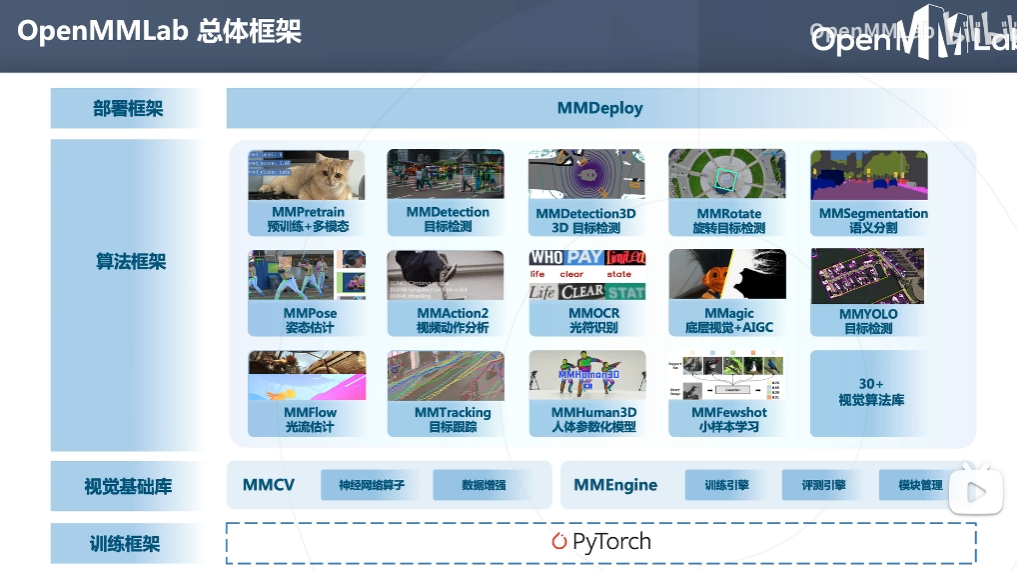 OpenMMLab 总体框架
OpenMMLab
OpenMMLab bilibili
部署框架
MMDeploy
算法框架
MMPretrain
预训练+多模态
MMDetection
目标检测
MMDetection3D
3D 目标检测
MMRotate
旋转目标检测
MMSegmentation
语义分割
MMPose
姿态估计
MMAction2
视频动作分析
WHO PAY Limited
life clear state
Life CLEAR STAT
MMOCR
光符识别
MMagic
底层视觉+AIGC
MMYOLO
目标检测
MMFlow
光流估计
MMTracking
目标跟踪
MMHuman3D
MMHuman3D
人体参数化模型
MMFewshot
小样本学习
30+
视觉算法库
视觉基础库
MMCV
神经网络算子
数据增强
MMEngine
训练引擎
评测引擎
模块管理
训练框架
PyTorch